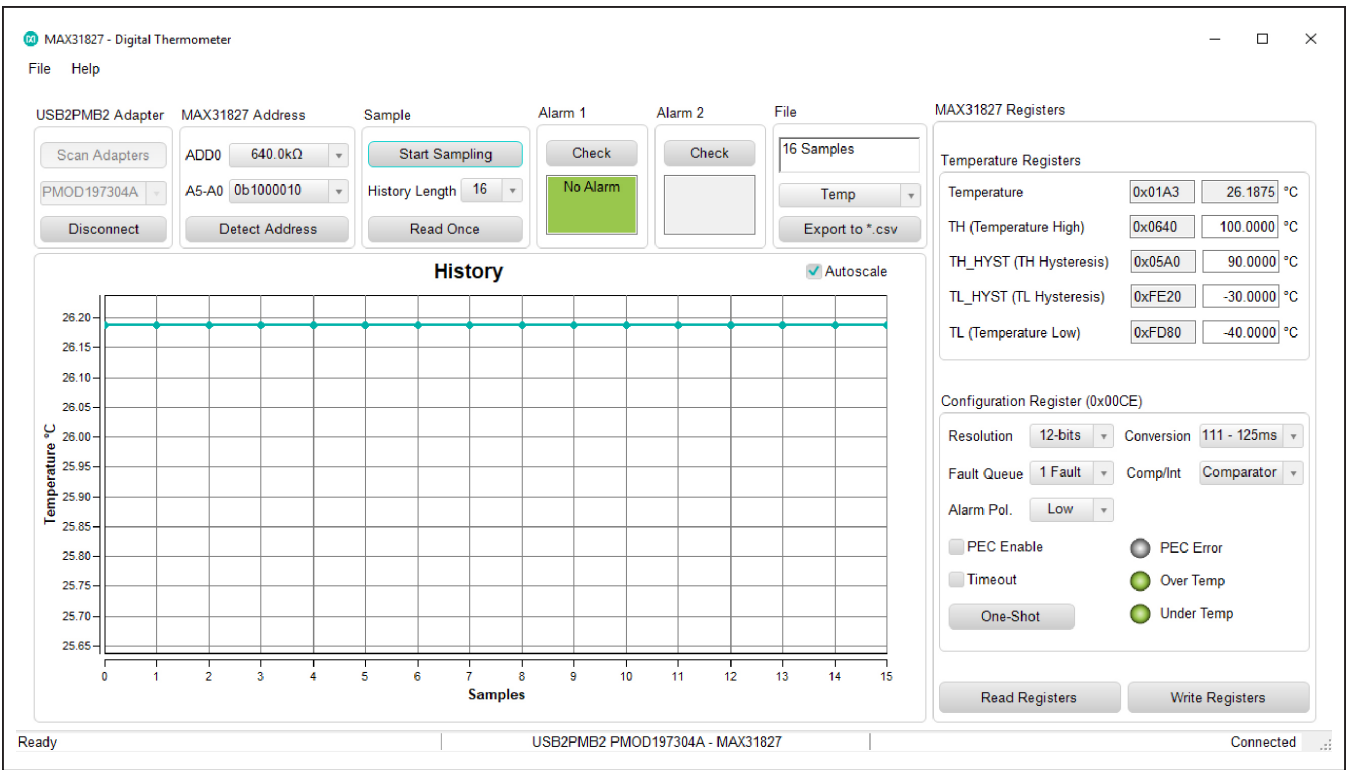 MAX31827 - Digital Thermometer
File Help
USB2PMB2 Adapter
Scan Adapters
PMOD197304A
Disconnect
MAX31827 Address
ADD0 640.0kΩ
A5-A0 0b1000010
Detect Address
Sample
Start Sampling
History Length 16
Read Once
Alarm 1
Check
No Alarm
Alarm 2
Check
File
16 Samples
Temp
Export to *.csv
History
Autoscale
Temperature °C
26.20
26.15
26.10
26.05
26.00
25.95
25.90
25.85
25.80
25.75
25.70
25.65
0 1 2 3 4 5 6 7 8 9 10 11 12 13 14 15
Samples
MAX31827 Registers
Temperature Registers
Temperature 0x01A3 26.1875 °C
TH (Temperature High) 0x0640 100.0000 °C
TH_HYST (TH Hysteresis) 0x05A0 90.0000 °C
TL_HYST (TL Hysteresis) 0xFE20 -30.0000 °C
TL (Temperature Low) 0xFD80 -40.0000 °C
Configuration Register (0x00CE)
Resolution 12-bits Conversion 111 - 125ms
Fault Queue 1 Fault Comp/Int Comparator
Alarm Pol. Low
PEC Enable PEC Error
Timeout Over Temp
One-Shot Under Temp
Read Registers Write Registers
Ready USB2PMB2 PMOD197304A - MAX31827 Connected